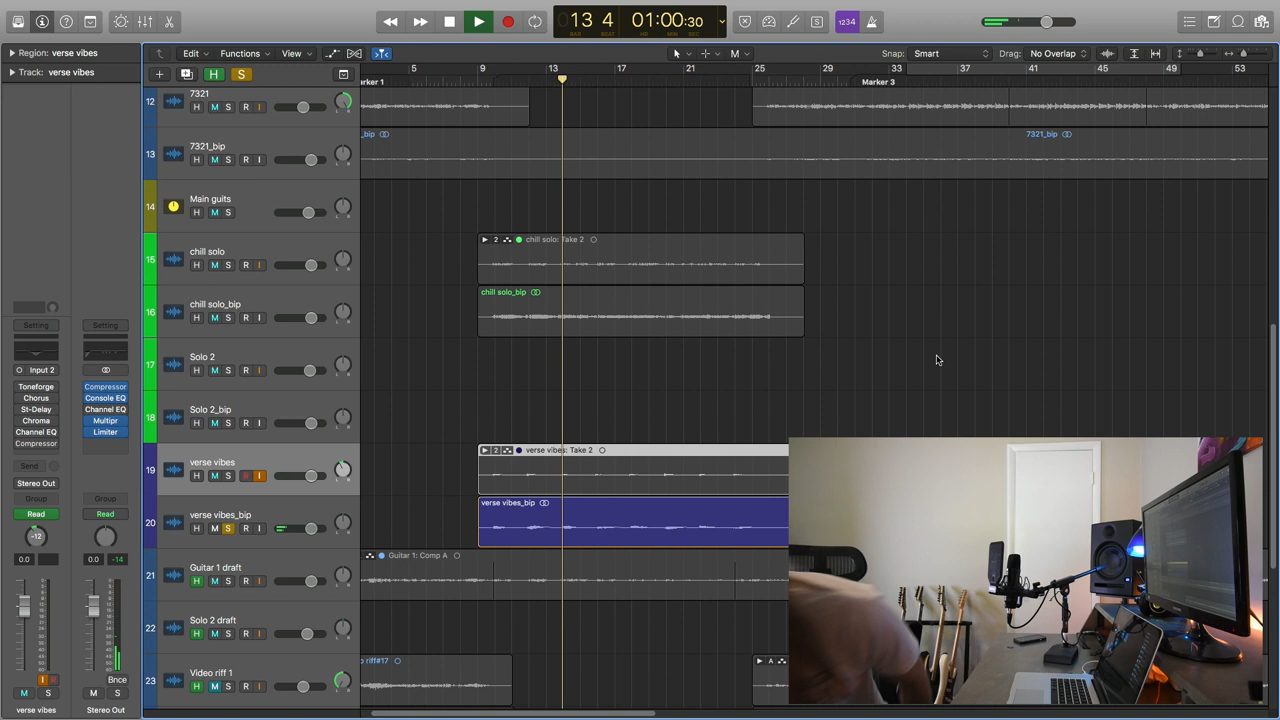 13 4
01:00:30
BAR BEAT
HR MIN SEC
S
1234
Region: verse vibes
Track: verse vibes
Edit
Functions
View
M
Snap:
Smart
Drag:
No Overlap
H
S
5
9
13
17
21
25
29
33
37
41
45
49
53
rker 1
Marker 3
12
7321
H M S R I
13
7321_bip
H M S R I
_bip
7321_bip
14
Main guits
H M S
15
chill solo
H M S R I
2
chill solo: Take 2
16
chill solo_bip
H M S R I
chill solo_bip
17
Solo 2
H M S R I
18
Solo 2_bip
H M S R I
19
verse vibes
H M S R I
2
verse vibes: Take 2
20
verse vibes_bip
H M S R I
verse vibes_bip
21
Guitar 1 draft
H M S R I
Guitar 1: Comp A
22
Solo 2 draft
H M S R I
23
Video riff 1
H M S R I
riff#17
A
Setting
Setting
Input 2
Toneforge
Compressor
Chorus
Console EQ
St-Delay
Channel EQ
Chroma
Multipr
Channel EQ
Limiter
Compressor
Send
Stereo Out
Group
Group
Read
Read
-12
0.0
0.0
-14
I R
Bnce
M S
M S
verse vibes
Stereo Out